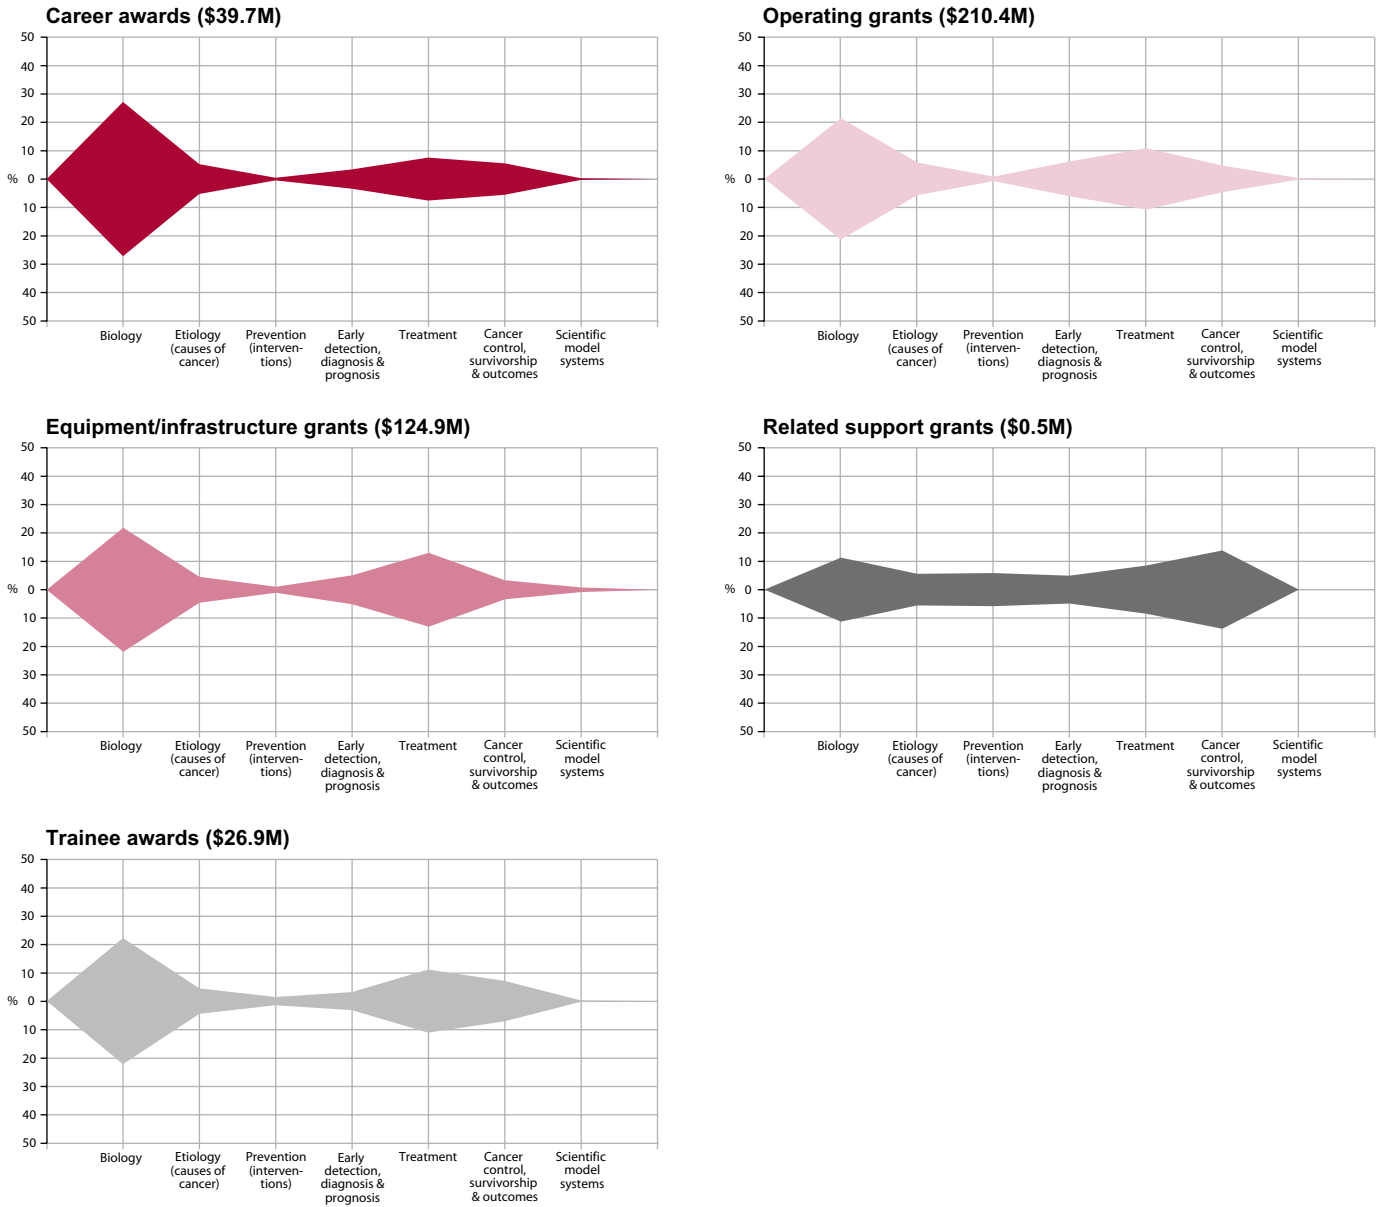 Career awards ($39.7M)
50
40
30
20
10
% 0
10
20
30
40
50
Biology
Etiology
(causes of
cancer)
Prevention
(interven-
tions)
Early
detection,
diagnosis &
prognosis
Treatment
Cancer
control,
survivorship
& outcomes
Scientific
model
systems
Operating grants ($210.4M)
50
40
30
20
10
% 0
10
20
30
40
50
Biology
Etiology
(causes of
cancer)
Prevention
(interven-
tions)
Early
detection,
diagnosis &
prognosis
Treatment
Cancer
control,
survivorship
& outcomes
Scientific
model
systems
Equipment/infrastructure grants ($124.9M)
50
40
30
20
10
% 0
10
20
30
40
50
Biology
Etiology
(causes of
cancer)
Prevention
(interven-
tions)
Early
detection,
diagnosis &
prognosis
Treatment
Cancer
control,
survivorship
& outcomes
Scientific
model
systems
Related support grants ($0.5M)
50
40
30
20
10
% 0
10
20
30
40
50
Biology
Etiology
(causes of
cancer)
Prevention
(interven-
tions)
Early
detection,
diagnosis &
prognosis
Treatment
Cancer
control,
survivorship
& outcomes
Scientific
model
systems
Trainee awards ($26.9M)
50
40
30
20
10
% 0
10
20
30
40
50
Biology
Etiology
(causes of
cancer)
Prevention
(interven-
tions)
Early
detection,
diagnosis &
prognosis
Treatment
Cancer
control,
survivorship
& outcomes
Scientific
model
systems